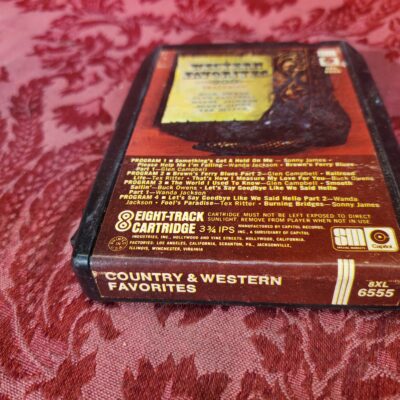 WESTERN
FAVORITES
8XL
PROGRAM 1 ■ Something's Got A Hold On Me - Sonny James •
Please Help Me I'm Falling - Wanda Jackson • Brown's Ferry Blues
Part 1 - Glen Campbell
PROGRAM 2 ■ Brown's Ferry Blues Part 2 - Glen Campbell • Railroad
Life - Tex Ritter • That's How I Measure My Love For You - Buck Owens
PROGRAM 3 ■ The World I Used To Know - Glen Campbell • Smooth
Sailin' - Buck Owens • Let's Say Goodbye Like We Said Hello
Part 1 - Wanda Jackson
PROGRAM 4 ■ Let's Say Goodbye Like We Said Hello Part 2 - Wanda
Jackson • Fool's Paradise - Tex Ritter • Burning Bridges - Sonny James
8 EIGHT-TRACK
CARTRIDGE 3 ¾ IPS
CARTRIDGE MUST NOT BE LEFT EXPOSED TO DIRECT
SUNLIGHT. REMOVE FROM PLAYER WHEN NOT IN USE.
MANUFACTURED BY CAPITOL RECORDS,
INC., A SUBSIDIARY OF CAPITOL
INDUSTRIES, INC., HOLLYWOOD AND VINE STREETS, HOLLYWOOD, CALIFORNIA.
FACTORIES: LOS ANGELES, CALIFORNIA, SCRANTON, PA., JACKSONVILLE,
ILLINOIS, WINCHESTER, VIRGINIA
Capitol
COUNTRY & WESTERN
FAVORITES
8XL
6555